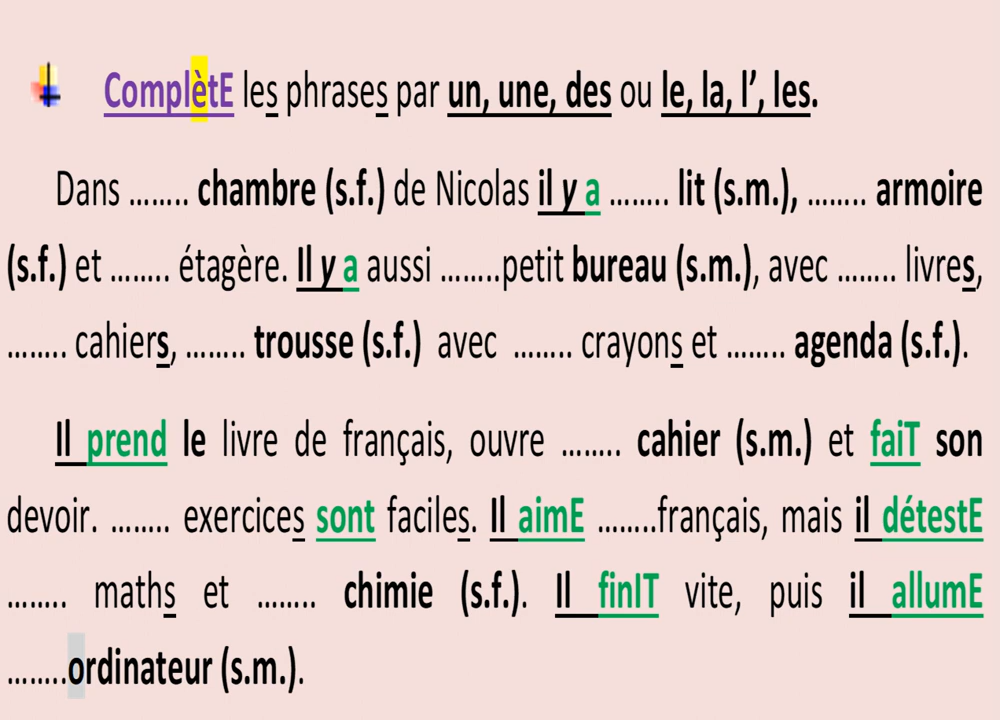 ComplètE les phrases par un, une, des ou le, la, l’, les.
Dans …….. chambre (s.f.) de Nicolas il y a …….. lit (s.m.), …….. armoire
(s.f.) et …….. étagère. Il y a aussi ……..petit bureau (s.m.), avec …….. livres,
…….. cahiers, …….. trousse (s.f.) avec …….. crayons et …….. agenda (s.f.).
Il prend le livre de français, ouvre …….. cahier (s.m.) et faiT son
devoir. …….. exercices sont faciles. Il aimE ……..français, mais il détestE
…….. maths et …….. chimie (s.f.). Il finIT vite, puis il allumE
……..ordinateur (s.m.).